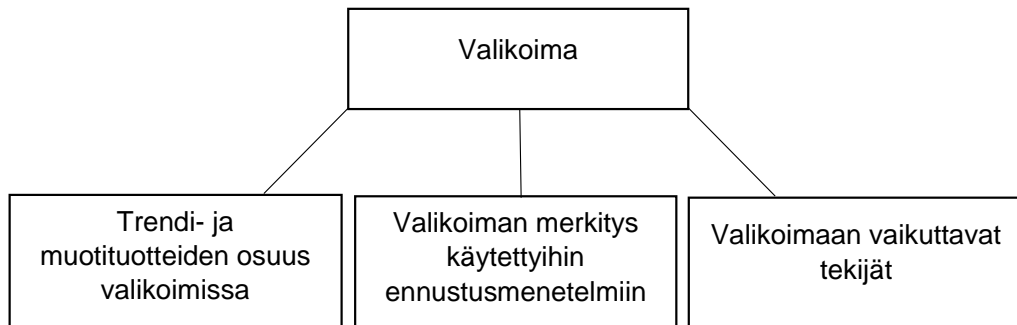 Valikoima
Trendi- ja
muotituotteiden osuus
valikoimissa
Valikoiman merkitys
käytettyihin
ennustusmenetelmiin
Valikoimaan vaikuttavat
tekijät